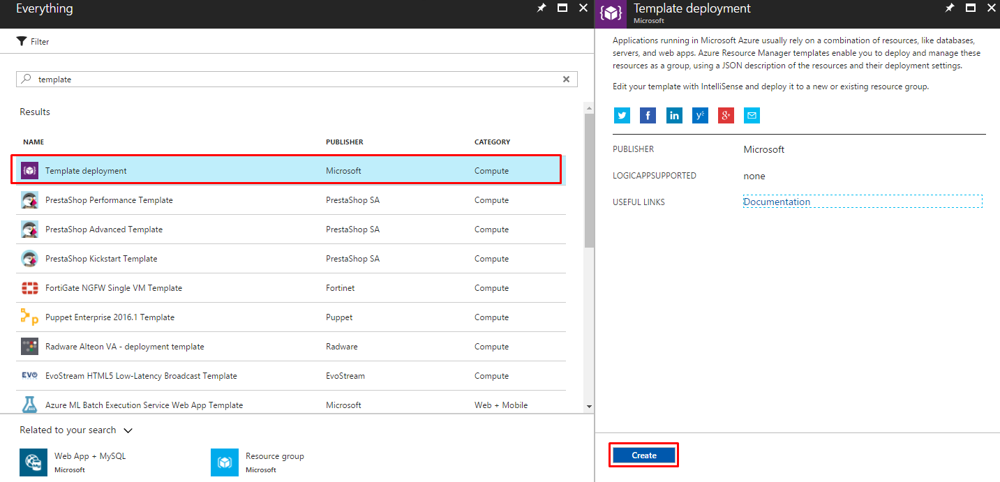 Everything
Filter
template
Results
NAME PUBLISHER CATEGORY
Template deployment Microsoft Compute
PrestaShop Performance Template PrestaShop SA Compute
PrestaShop Advanced Template PrestaShop SA Compute
PrestaShop Kickstart Template PrestaShop SA Compute
FortiGate NGFW Single VM Template Fortinet Compute
Puppet Enterprise 2016.1 Template Puppet Compute
Radware Alteon VA - deployment template Radware Compute
EVO EvoStream HTML5 Low-Latency Broadcast Template EvoStream Compute
Azure ML Batch Execution Service Web App Template Microsoft Web + Mobile
Related to your search
Web App + MySQL
Microsoft
Resource group
Microsoft
Template deployment
Microsoft
Applications running in Microsoft Azure usually rely on a combination of resources, like databases,
servers, and web apps. Azure Resource Manager templates enable you to deploy and manage these
resources as a group, using a JSON description of the resources and their deployment settings.
Edit your template with IntelliSense and deploy it to a new or existing resource group.
PUBLISHER Microsoft
LOGICAPPSUPPORTED none
USEFUL LINKS Documentation
Create